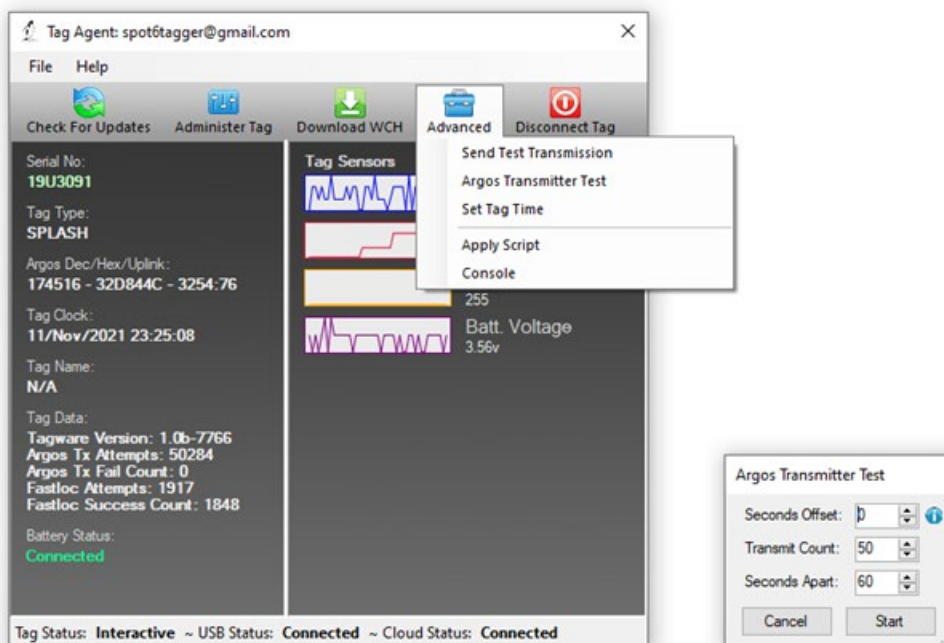 Tag Agent: spot6tagger@gmail.com
File Help
Check For Updates Administer Tag Download WCH Advanced Disconnect Tag
Serial No:
19U3091
Tag Type:
SPLASH
Argos Dec/Hex/Uplink:
174516 - 32D844C - 3254:76
Tag Clock:
11/Nov/2021 23:25:08
Tag Name:
N/A
Tag Data:
Tagware Version: 1.0b-7766
Argos Tx Attempts: 50284
Argos Tx Fail Count: 0
Fastloc Attempts: 1917
Fastloc Success Count: 1848
Battery Status:
Connected
Tag Sensors
255
Batt. Voltage
3.56v
Send Test Transmission
Argos Transmitter Test
Set Tag Time
Apply Script
Console
Tag Status: Interactive ~ USB Status: Connected ~ Cloud Status: Connected
Argos Transmitter Test
Seconds Offset: 0
Transmit Count: 50
Seconds Apart: 60
Cancel Start